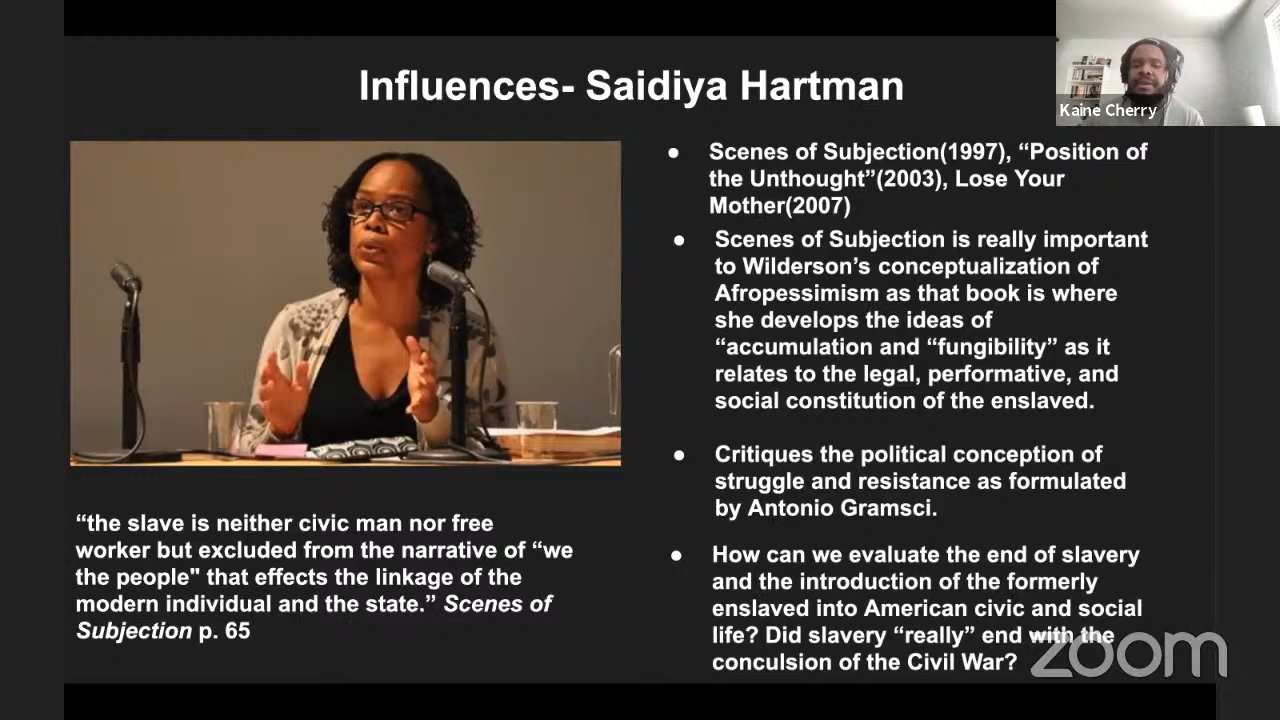 Influences- Saidiya Hartman
Kaine Cherry
● Scenes of Subjection(1997), “Position of
the Unthought”(2003), Lose Your
Mother(2007)
● Scenes of Subjection is really important
to Wilderson’s conceptualization of
Afropessimism as that book is where
she develops the ideas of
“accumulation and “fungibility” as it
relates to the legal, performative, and
social constitution of the enslaved.
● Critiques the political conception of
struggle and resistance as formulated
by Antonio Gramsci.
● How can we evaluate the end of slavery
and the introduction of the formerly
enslaved into American civic and social
life? Did slavery “really” end with the
conculsion of the Civil War?
“the slave is neither civic man nor free
worker but excluded from the narrative of “we
the people" that effects the linkage of the
modern individual and the state.” Scenes of
Subjection p. 65
zoom